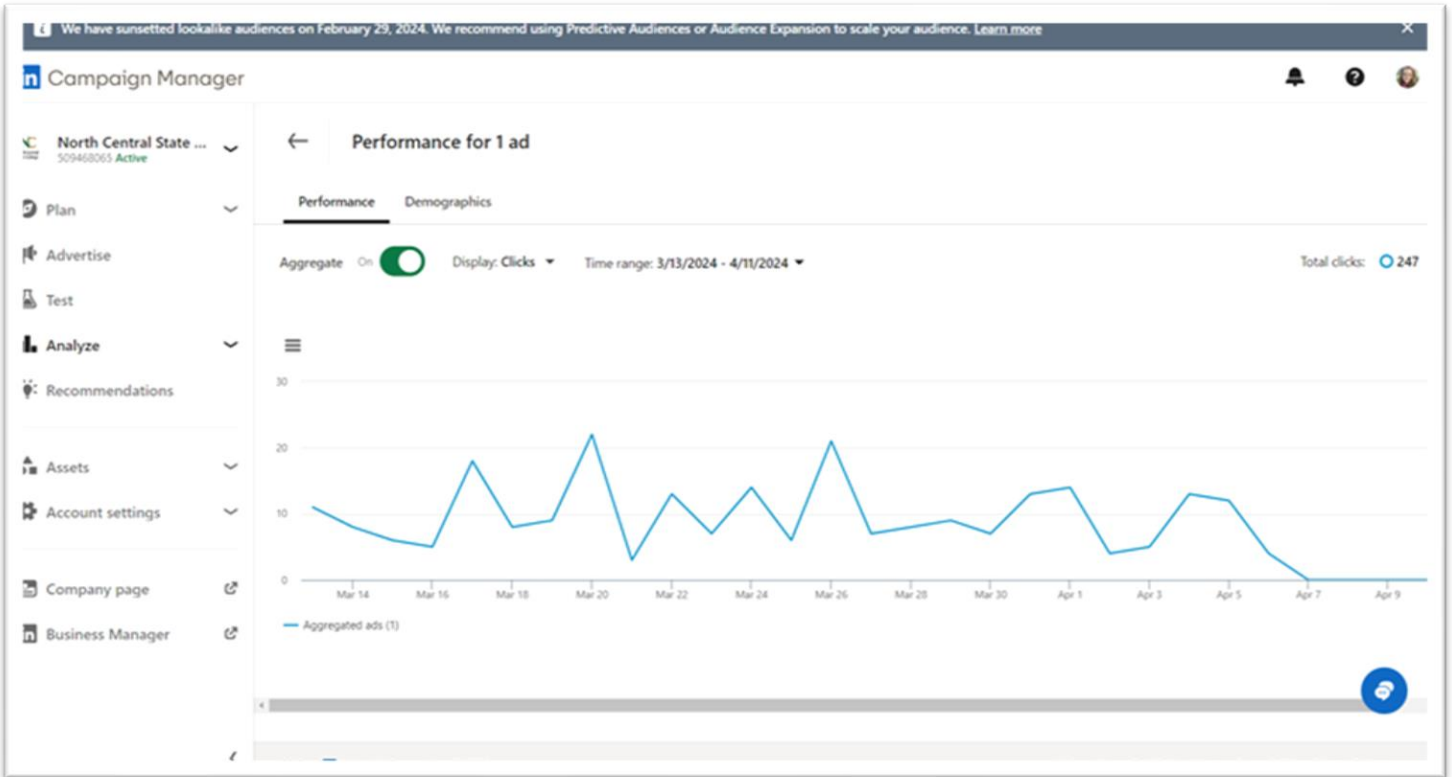 We have sunsetted lookalike audiences on February 29, 2024. We recommend using Predictive Audiences or Audience Expansion to scale your audience. Learn more
in Campaign Manager
North Central State ...
509468065 Active
Plan
Advertise
Test
Analyze
Recommendations
Assets
Account settings
Company page
Business Manager
Performance for 1 ad
Performance Demographics
Aggregate On Display: Clicks Time range: 3/13/2024 - 4/11/2024 Total clicks: 247
30
20
10
0
Mar 14 Mar 16 Mar 18 Mar 20 Mar 22 Mar 24 Mar 26 Mar 28 Mar 30 Apr 1 Apr 3 Apr 5 Apr 7 Apr 9
Aggregated ads (1)